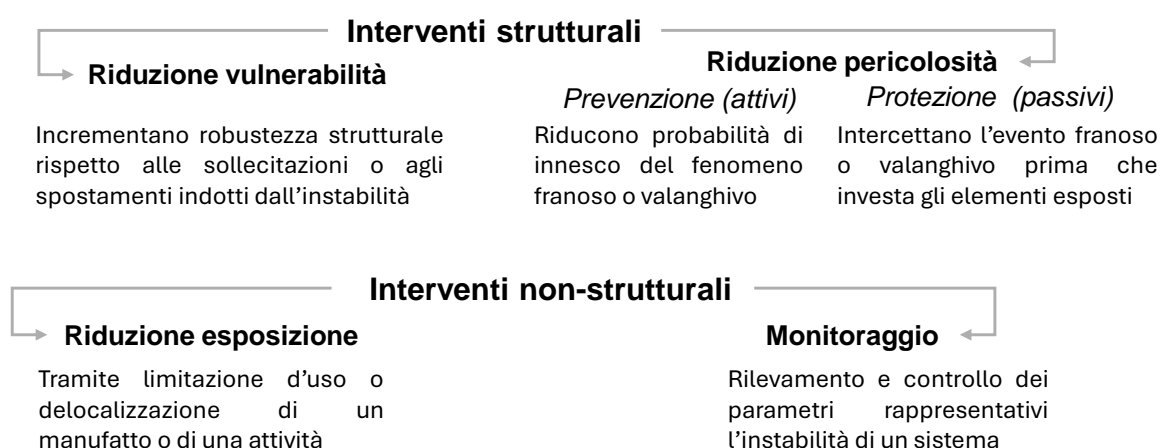 Interventi strutturali
Riduzione vulnerabilità
Incrementano robustezza strutturale
rispetto alle sollecitazioni o agli
spostamenti indotti dall'instabilità
Riduzione pericolosità
Prevenzione (attivi)
Riducono probabilità di
innesco del fenomeno
franoso o valanghivo
Protezione (passivi)
Intercettano l'evento franoso
o valanghivo prima che
investa gli elementi esposti
Interventi non-strutturali
Riduzione esposizione
Tramite limitazione d'uso o
delocalizzazione di un
manufatto o di una attività
Monitoraggio
Rilevamento e controllo dei
parametri rappresentativi
l'instabilità di un sistema